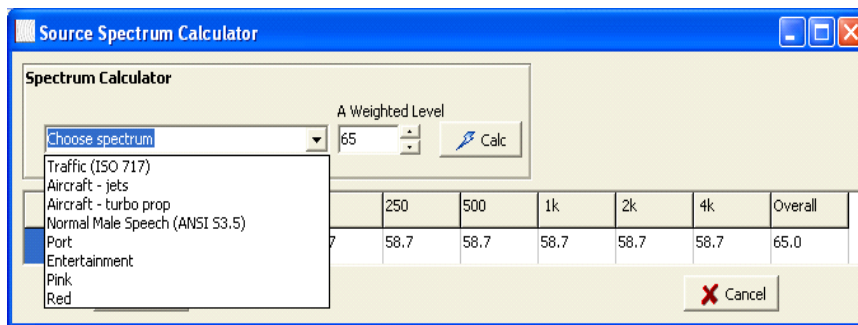 Source Spectrum Calculator
Spectrum Calculator
A Weighted Level
Choose spectrum
65
Calc
Traffic (ISO 717)
Aircraft - jets
Aircraft - turbo prop
Normal Male Speech (ANSI S3.5)
Port
Entertainment
Pink
Red
250 500 1k 2k 4k Overall
58.7 58.7 58.7 58.7 58.7 65.0
Cancel